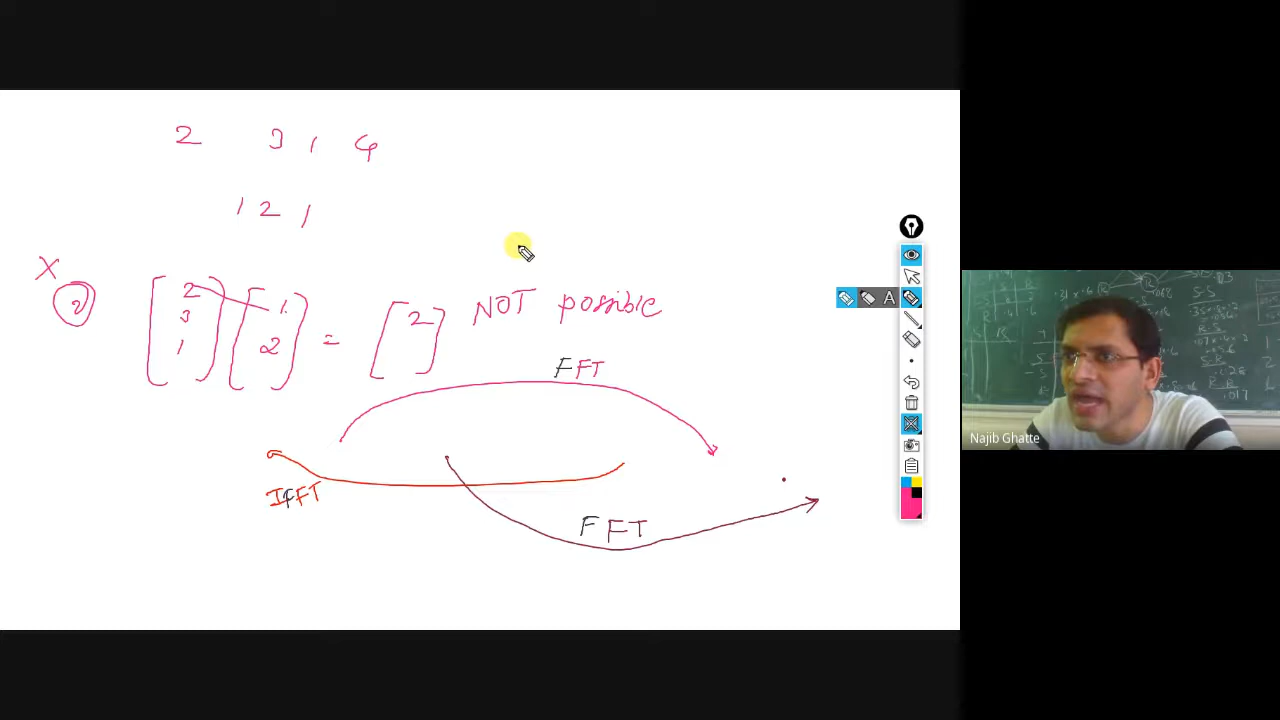 2 3 1 4
1 2 1
X
2 [2 3 1] [1 2] = [2] NOT possible
FFT
IFFT
FFT
Najib Ghatte
A